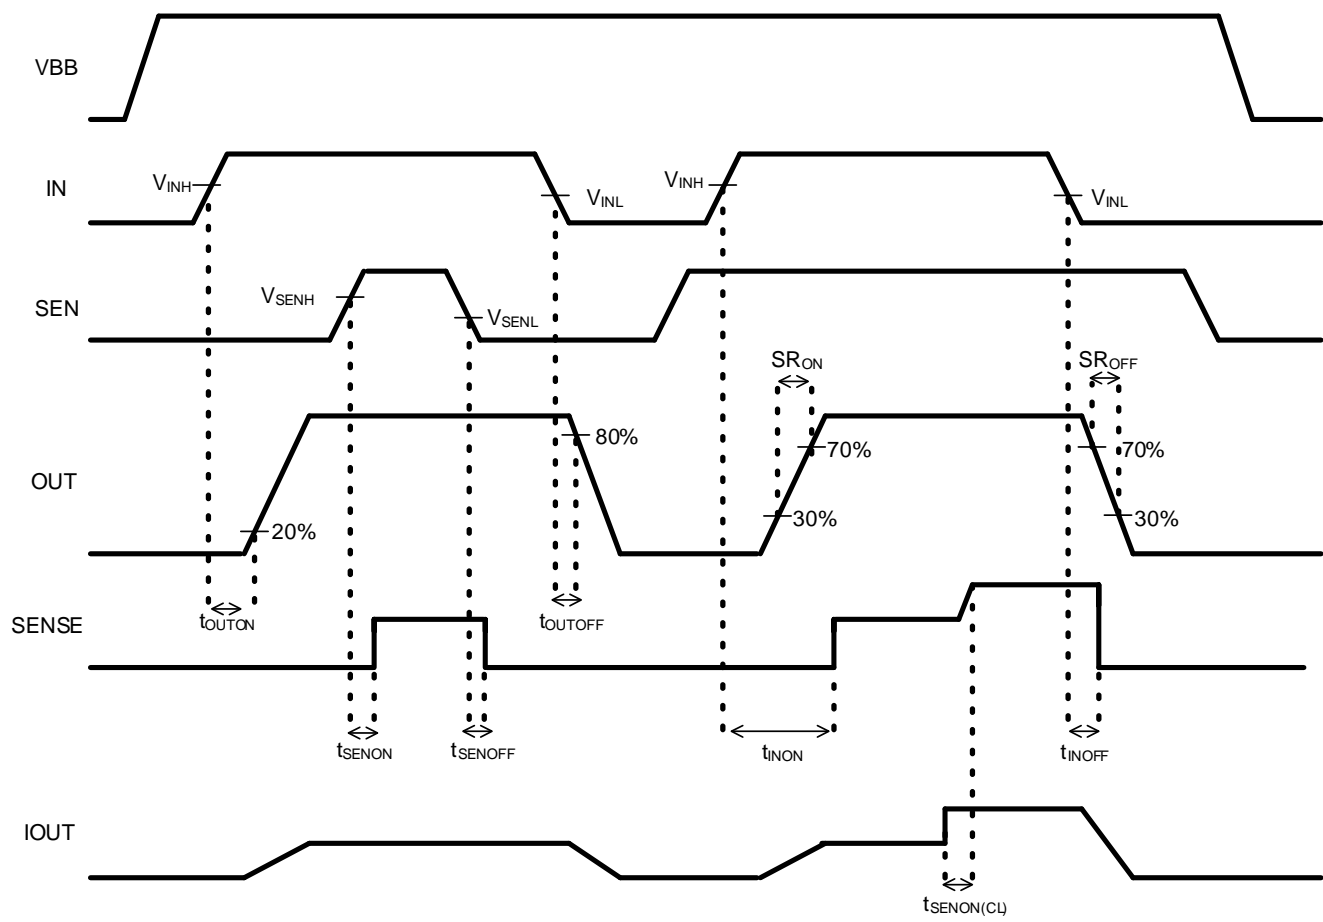 VBB
IN
VINH
VINL
VINH
VINL
SEN
VSENH
VSENL
SRON
SROFF
OUT
80%
70%
70%
20%
30%
30%
SENSE
tOUTON
tOUTOFF
tSENON
tSENOFF
tINON
tINOFF
IOUT
tSENON(CL)